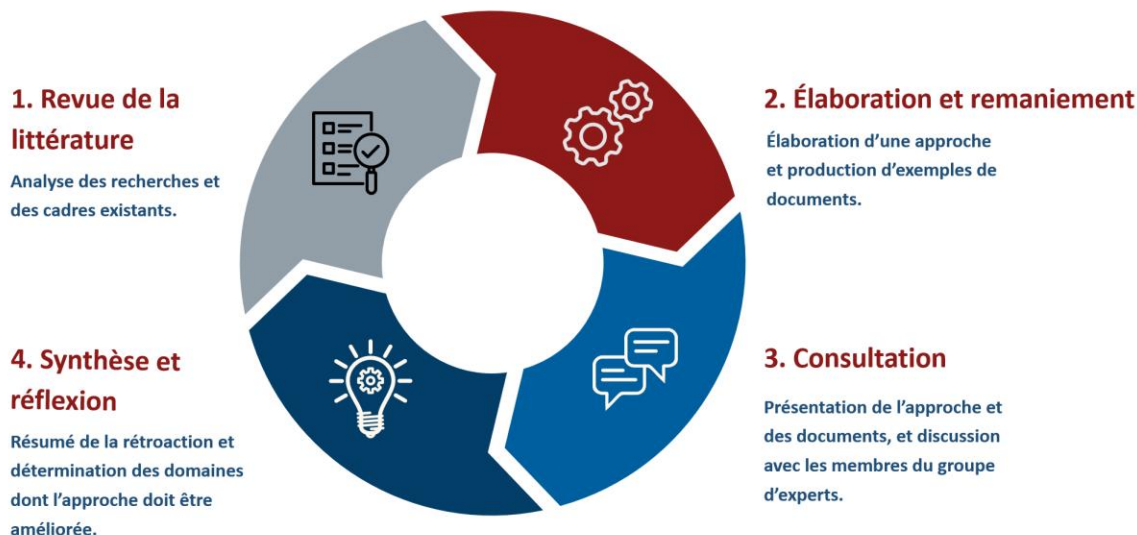 1. Revue de la
littérature
Analyse des recherches et
des cadres existants.
2. Élaboration et remaniement
Élaboration d’une approche
et production d’exemples de
documents.
3. Consultation
Présentation de l’approche et
des documents, et discussion
avec les membres du groupe
d’experts.
4. Synthèse et
réflexion
Résumé de la rétroaction et
détermination des domaines
dont l’approche doit être
améliorée.